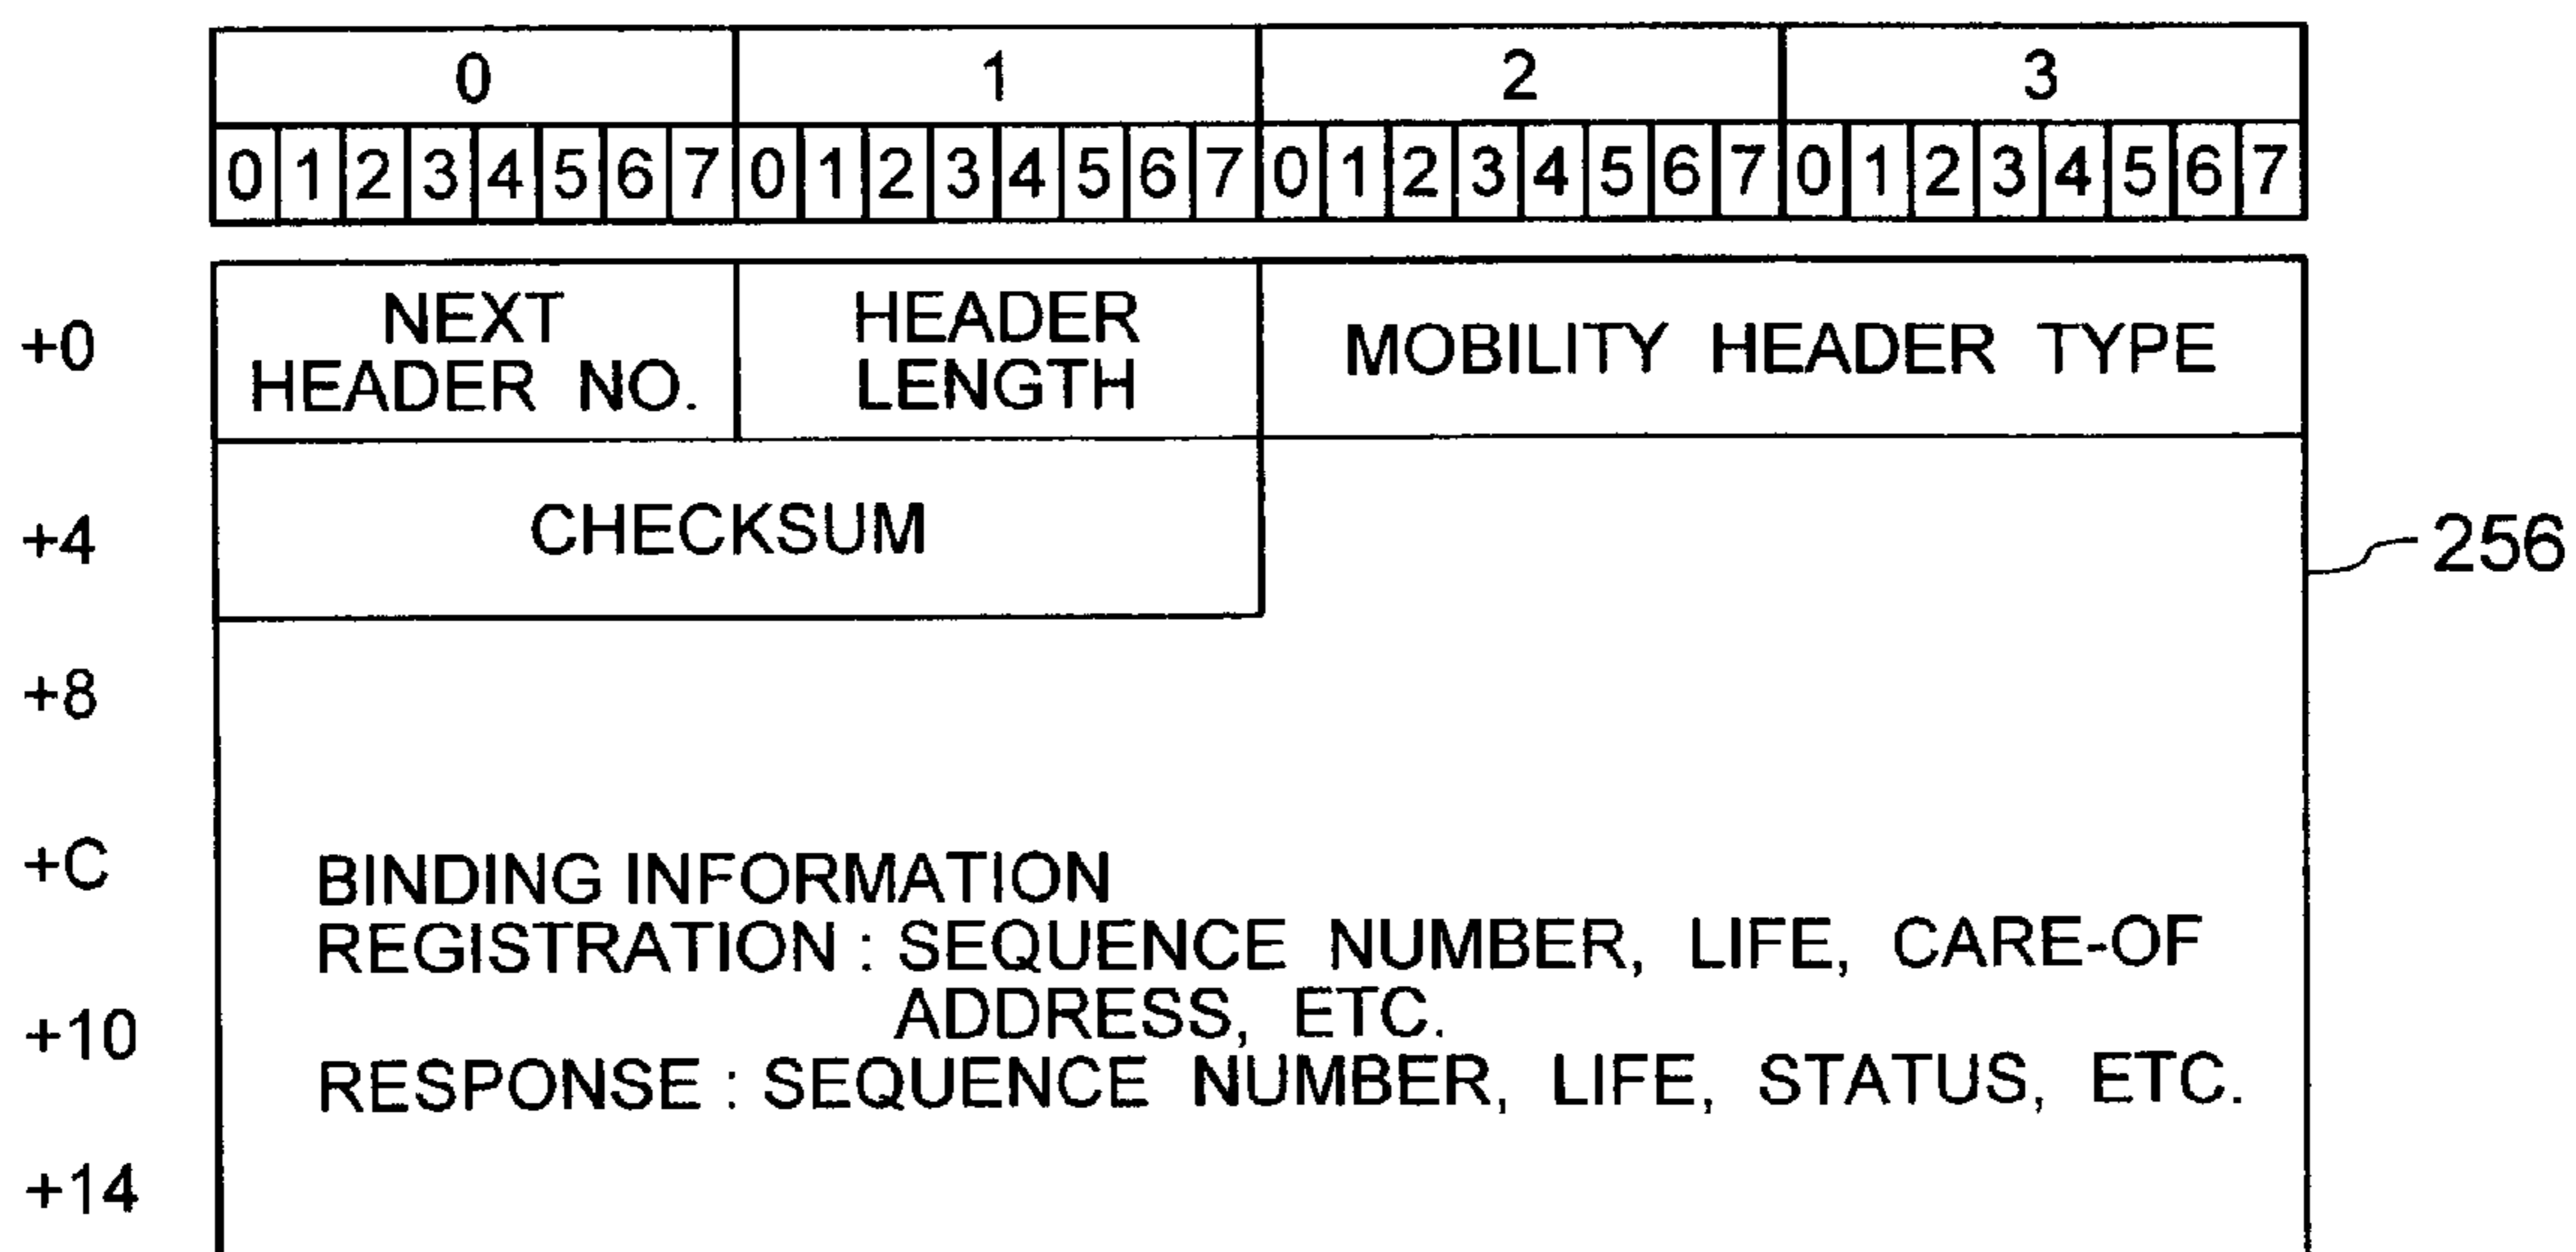 0 1 2 3
0 1 2 3 4 5 6 7 0 1 2 3 4 5 6 7 0 1 2 3 4 5 6 7 0 1 2 3 4 5 6 7
+0
NEXT
HEADER NO.
HEADER
LENGTH
MOBILITY HEADER TYPE
+4
CHECKSUM
256
+8
+C
BINDING INFORMATION
REGISTRATION : SEQUENCE NUMBER, LIFE, CARE-OF
+10
ADDRESS, ETC.
RESPONSE : SEQUENCE NUMBER, LIFE, STATUS, ETC.
+14